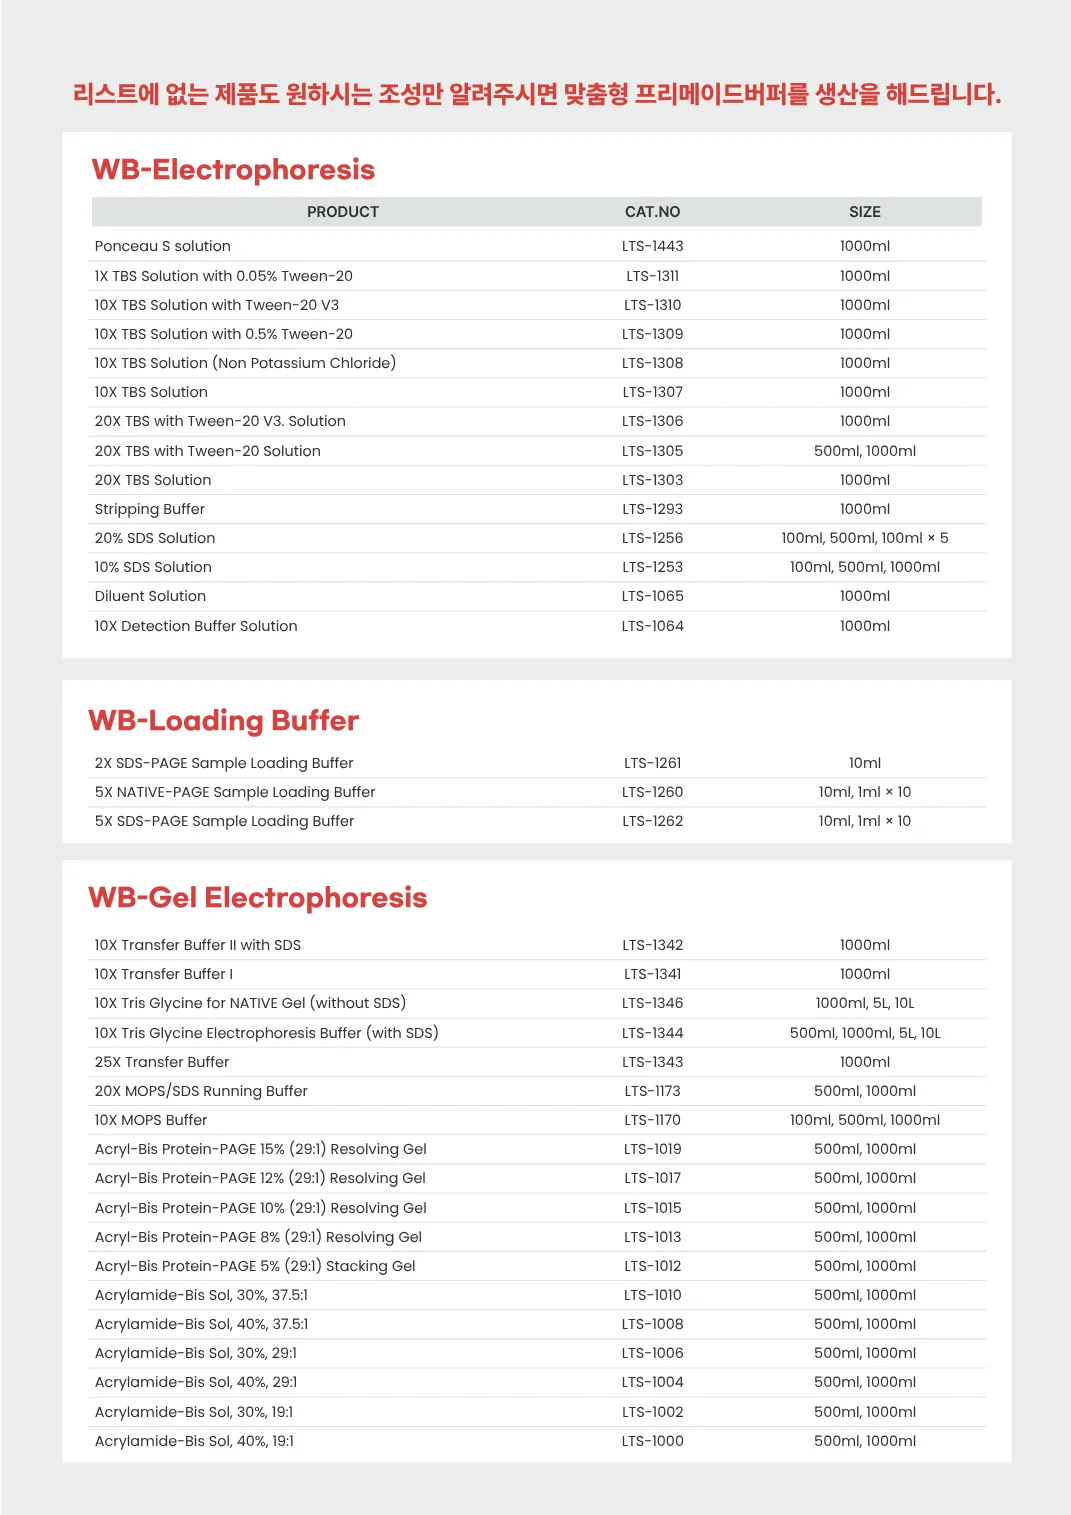 리스트에 없는 제품도 원하시는 조성만 알려주시면 맞춤형 프리메이드버퍼를 생산을 해드립니다.
WB-Electrophoresis
PRODUCT CAT.NO SIZE
Ponceau S solution LTS-1443 1000ml
1X TBS Solution with 0.05% Tween-20 LTS-1311 1000ml
10X TBS Solution with Tween-20 V3 LTS-1310 1000ml
10X TBS Solution with 0.5% Tween-20 LTS-1309 1000ml
10X TBS Solution (Non Potassium Chloride) LTS-1308 1000ml
10X TBS Solution LTS-1307 1000ml
20X TBS with Tween-20 V3. Solution LTS-1306 1000ml
20X TBS with Tween-20 Solution LTS-1305 500ml, 1000ml
20X TBS Solution LTS-1303 1000ml
Stripping Buffer LTS-1293 1000ml
20% SDS Solution LTS-1256 100ml, 500ml, 100ml × 5
10% SDS Solution LTS-1253 100ml, 500ml, 1000ml
Diluent Solution LTS-1065 1000ml
10X Detection Buffer Solution LTS-1064 1000ml
WB-Loading Buffer
2X SDS-PAGE Sample Loading Buffer LTS-1261 10ml
5X NATIVE-PAGE Sample Loading Buffer LTS-1260 10ml, 1ml × 10
5X SDS-PAGE Sample Loading Buffer LTS-1262 10ml, 1ml × 10
WB-Gel Electrophoresis
10X Transfer Buffer II with SDS LTS-1342 1000ml
10X Transfer Buffer I LTS-1341 1000ml
10X Tris Glycine for NATIVE Gel (without SDS) LTS-1346 1000ml, 5L, 10L
10X Tris Glycine Electrophoresis Buffer (with SDS) LTS-1344 500ml, 1000ml, 5L, 10L
25X Transfer Buffer LTS-1343 1000ml
20X MOPS/SDS Running Buffer LTS-1173 500ml, 1000ml
10X MOPS Buffer LTS-1170 100ml, 500ml, 1000ml
Acryl-Bis Protein-PAGE 15% (29:1) Resolving Gel LTS-1019 500ml, 1000ml
Acryl-Bis Protein-PAGE 12% (29:1) Resolving Gel LTS-1017 500ml, 1000ml
Acryl-Bis Protein-PAGE 10% (29:1) Resolving Gel LTS-1015 500ml, 1000ml
Acryl-Bis Protein-PAGE 8% (29:1) Resolving Gel LTS-1013 500ml, 1000ml
Acryl-Bis Protein-PAGE 5% (29:1) Stacking Gel LTS-1012 500ml, 1000ml
Acrylamide-Bis Sol, 30%, 37.5:1 LTS-1010 500ml, 1000ml
Acrylamide-Bis Sol, 40%, 37.5:1 LTS-1008 500ml, 1000ml
Acrylamide-Bis Sol, 30%, 29:1 LTS-1006 500ml, 1000ml
Acrylamide-Bis Sol, 40%, 29:1 LTS-1004 500ml, 1000ml
Acrylamide-Bis Sol, 30%, 19:1 LTS-1002 500ml, 1000ml
Acrylamide-Bis Sol, 40%, 19:1 LTS-1000 500ml, 1000ml